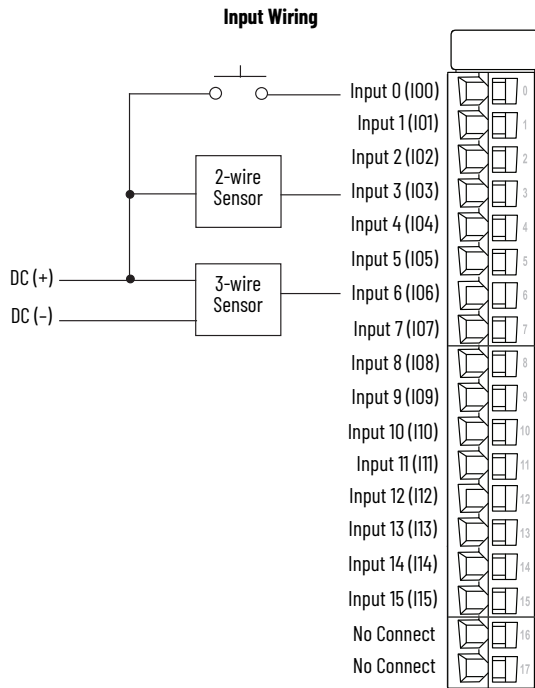 Input Wiring
Input 0 (I00) 0
Input 1 (I01) 1
Input 2 (I02) 2
2-wire
Sensor
Input 3 (I03) 3
Input 4 (I04) 4
Input 5 (I05) 5
DC (+)
3-wire
Sensor
Input 6 (I06) 6
DC (–)
Input 7 (I07) 7
Input 8 (I08) 8
Input 9 (I09) 9
Input 10 (I10) 10
Input 11 (I11) 11
Input 12 (I12) 12
Input 13 (I13) 13
Input 14 (I14) 14
Input 15 (I15) 15
No Connect 16
No Connect 17